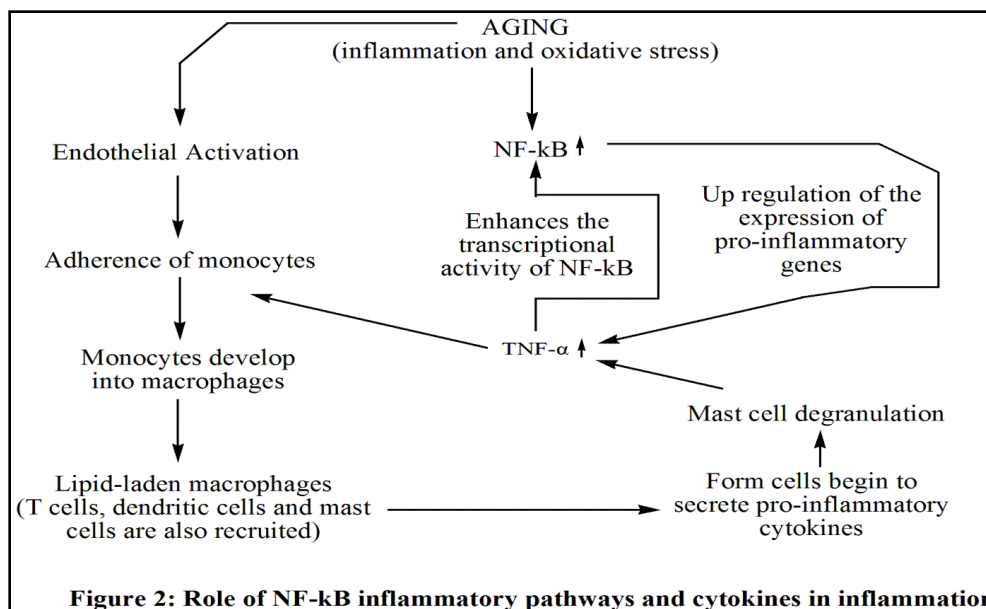 AGING
(inflammation and oxidative stress)
Endothelial Activation
NF-kB
Up regulation of the
expression of
pro-inflammatory
genes
Enhances the
transcriptional
activity of NF-kB
Adherence of monocytes
TNF-α
Monocytes develop
into macrophages
Mast cell degranulation
Lipid-laden macrophages
(T cells, dendritic cells and mast
cells are also recruited)
Form cells begin to
secrete pro-inflammatory
cytokines
Figure 2: Role of NF-kB inflammatory pathways and cytokines in inflammation